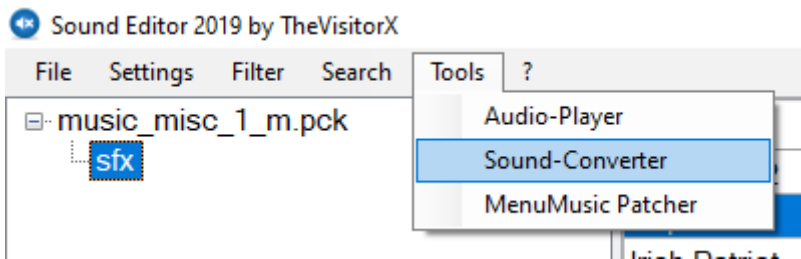 Sound Editor 2019 by TheVisitorX
File Settings Filter Search Tools ?
music_misc_1_m.pck
sfx
Audio-Player
Sound-Converter
MenuMusic Patcher